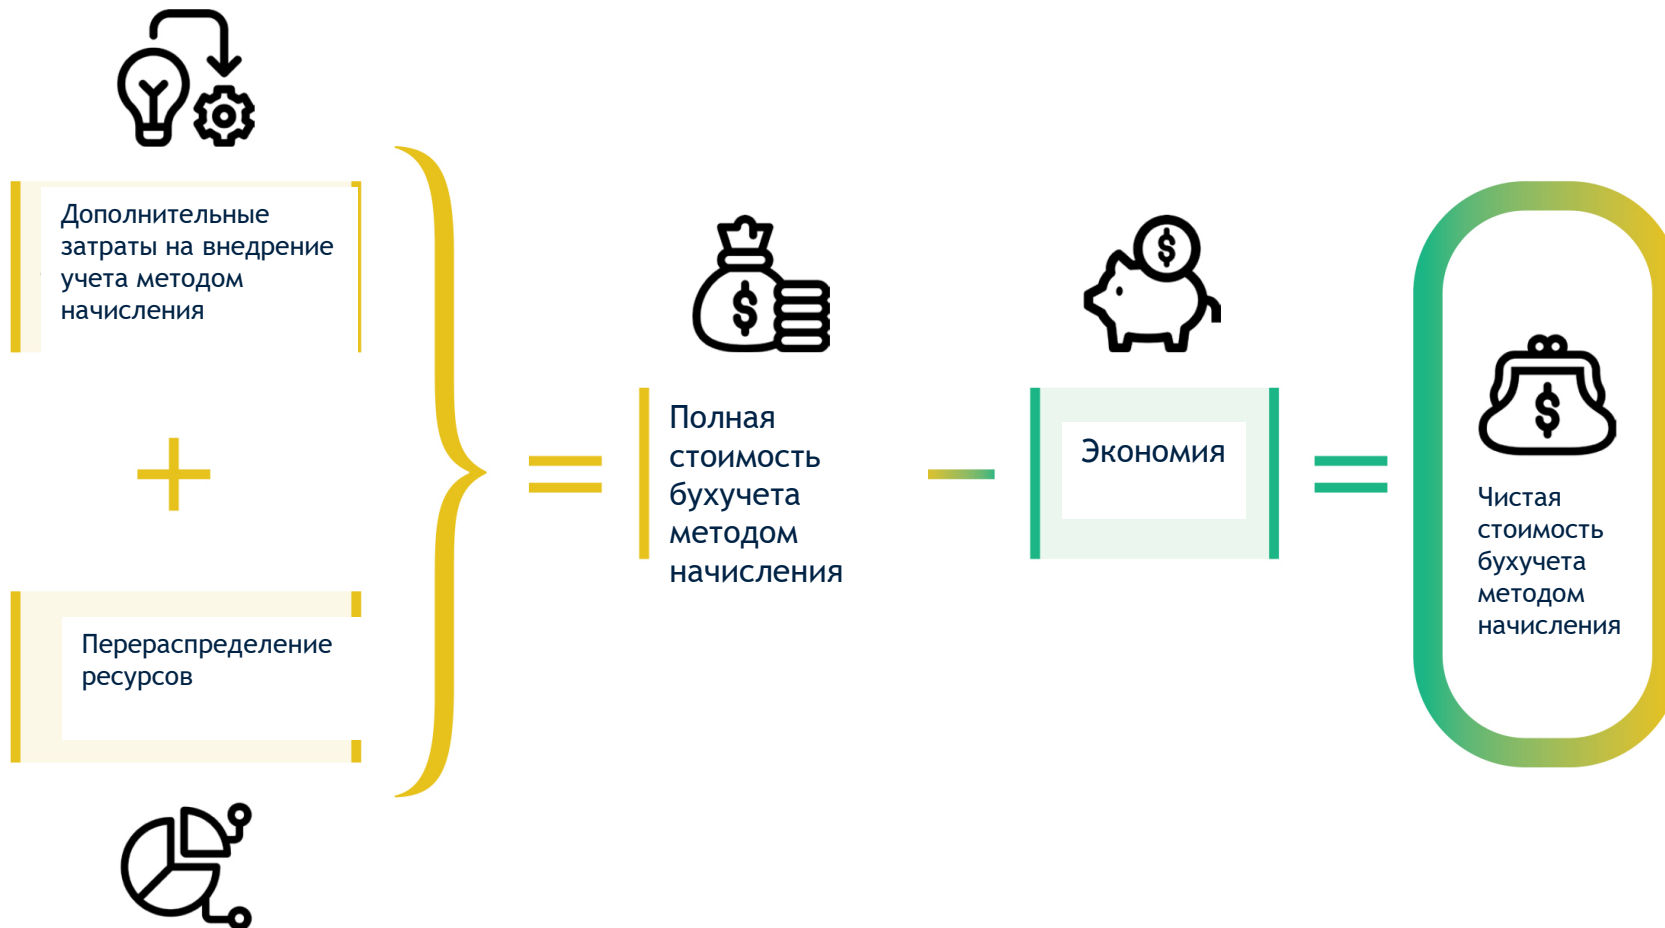 Дополнительные
затраты на внедрение
учета методом
начисления
+
Перераспределение
ресурсов
=
$
Полная
стоимость
бухучета
методом
начисления
−
$
Экономия
=
$
Чистая
стоимость
бухучета
методом
начисления